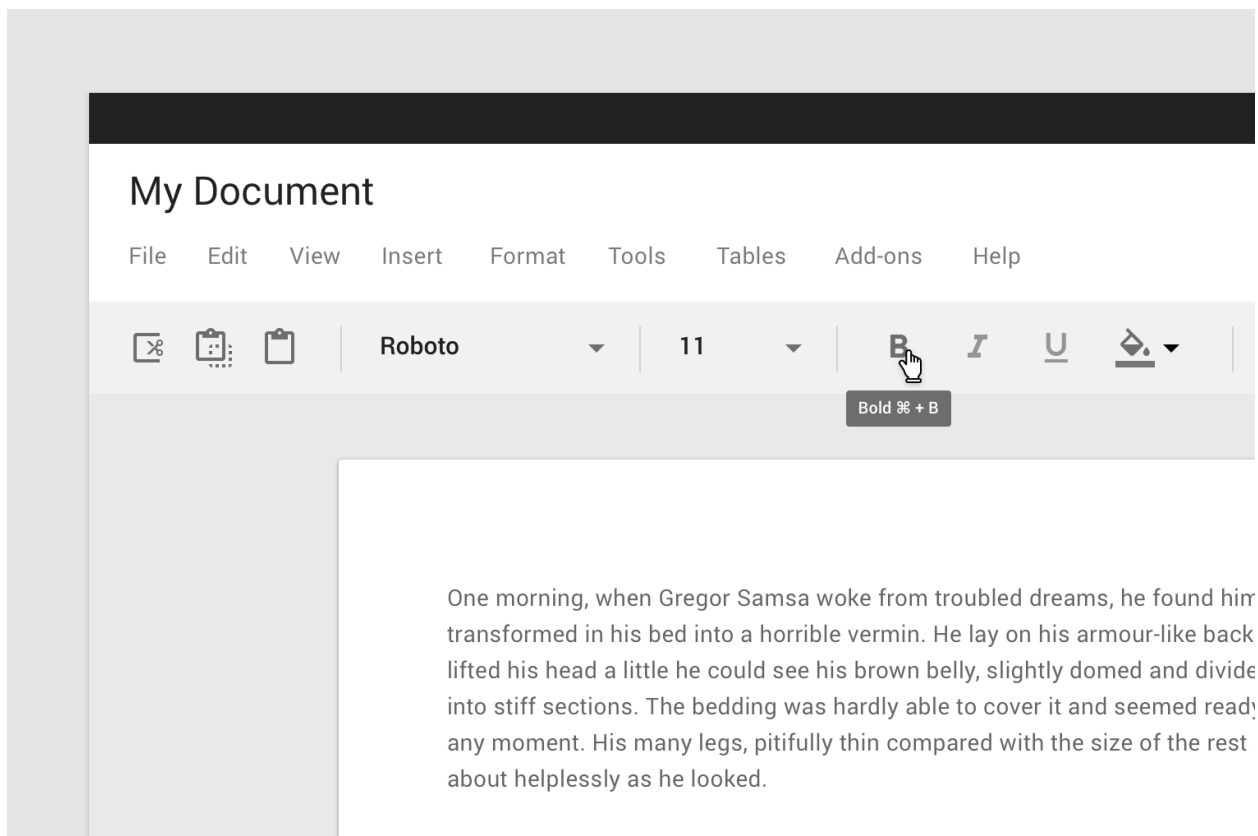 My Document
File Edit View Insert Format Tools Tables Add-ons Help
Roboto 11 B I U
Bold ⌘ + B
One morning, when Gregor Samsa woke from troubled dreams, he found him
transformed in his bed into a horrible vermin. He lay on his armour-like back
lifted his head a little he could see his brown belly, slightly domed and divide
into stiff sections. The bedding was hardly able to cover it and seemed ready
any moment. His many legs, pitifully thin compared with the size of the rest
about helplessly as he looked.